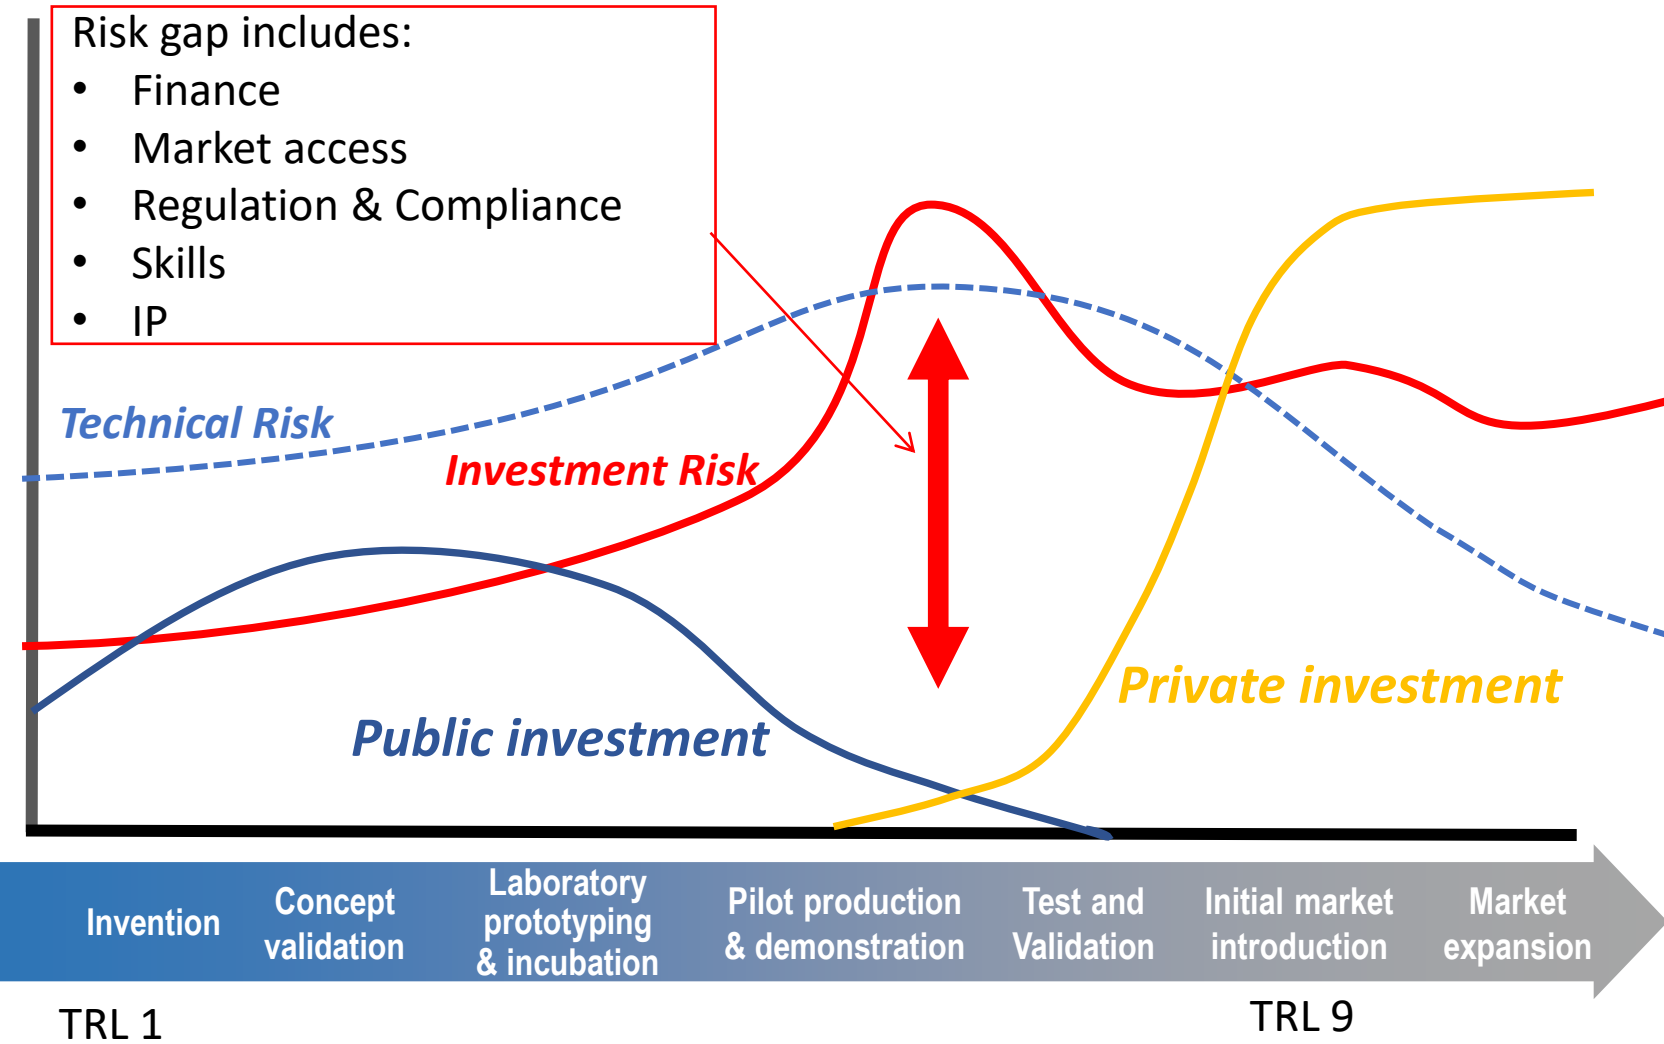 Risk gap includes:
• Finance
• Market access
• Regulation & Compliance
• Skills
• IP
Technical Risk
Investment Risk
Private investment
Public investment
Invention
Concept
validation
Laboratory
prototyping
& incubation
Pilot production
& demonstration
Test and
Validation
Initial market
introduction
Market
expansion
TRL 1
TRL 9